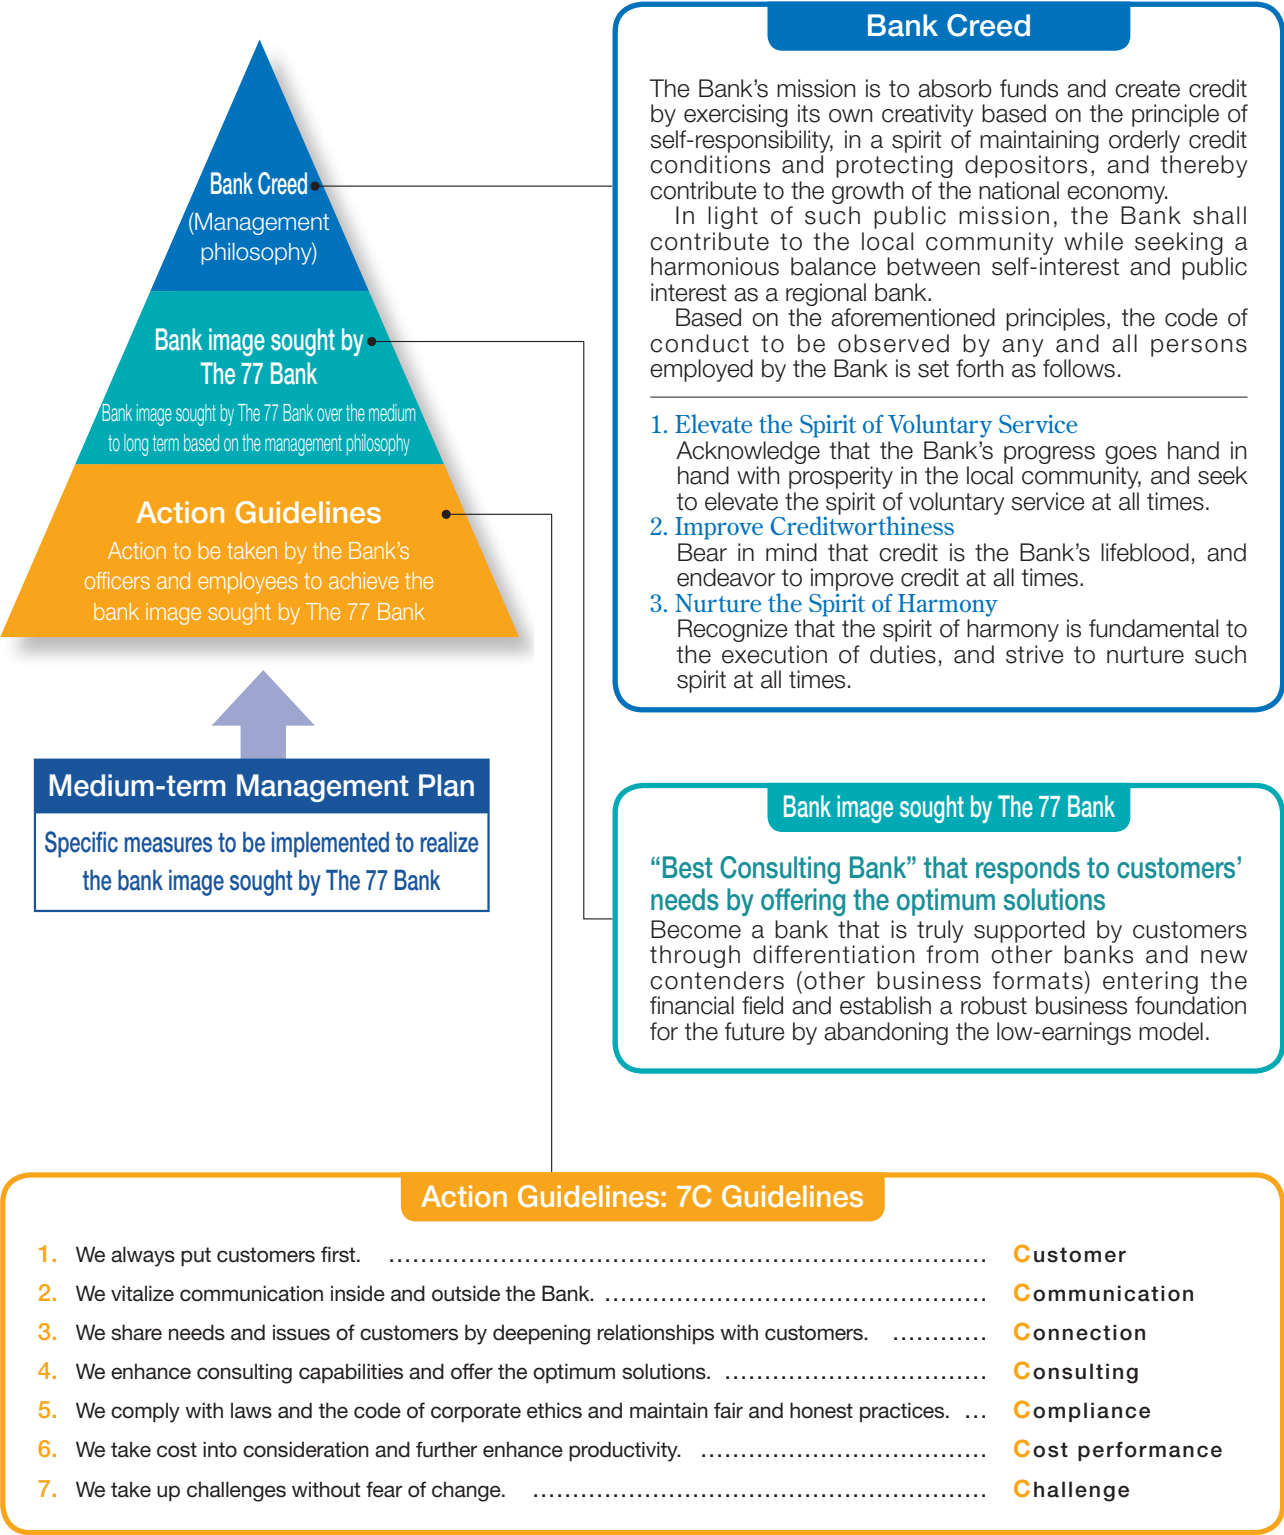 Bank Creed
(Management
philosophy)
Bank image sought by
The 77 Bank
Bank image sought by The 77 Bank over the medium
to long term based on the management philosophy
Action Guidelines
Action to be taken by the Bank’s
officers and employees to achieve the
bank image sought by The 77 Bank
Medium-term Management Plan
Specific measures to be implemented to realize
the bank image sought by The 77 Bank
Bank Creed
The Bank’s mission is to absorb funds and create credit
by exercising its own creativity based on the principle of
self-responsibility, in a spirit of maintaining orderly credit
conditions and protecting depositors, and thereby
contribute to the growth of the national economy.
In light of such public mission, the Bank shall
contribute to the local community while seeking a
harmonious balance between self-interest and public
interest as a regional bank.
Based on the aforementioned principles, the code of
conduct to be observed by any and all persons
employed by the Bank is set forth as follows.
1. Elevate the Spirit of Voluntary Service
Acknowledge that the Bank’s progress goes hand in
hand with prosperity in the local community, and seek
to elevate the spirit of voluntary service at all times.
2. Improve Creditworthiness
Bear in mind that credit is the Bank’s lifeblood, and
endeavor to improve credit at all times.
3. Nurture the Spirit of Harmony
Recognize that the spirit of harmony is fundamental to
the execution of duties, and strive to nurture such
spirit at all times.
Bank image sought by The 77 Bank
“Best Consulting Bank” that responds to customers’
needs by offering the optimum solutions
Become a bank that is truly supported by customers
through differentiation from other banks and new
contenders (other business formats) entering the
financial field and establish a robust business foundation
for the future by abandoning the low-earnings model.
Action Guidelines: 7C Guidelines
1. We always put customers first. ........................................................................... Customer
2. We vitalize communication inside and outside the Bank. ................................................ Communication
3. We share needs and issues of customers by deepening relationships with customers. ............ Connection
4. We enhance consulting capabilities and offer the optimum solutions. ................................. Consulting
5. We comply with laws and the code of corporate ethics and maintain fair and honest practices. ... Compliance
6. We take cost into consideration and further enhance productivity. .................................... Cost performance
7. We take up challenges without fear of change. ......................................................... Challenge